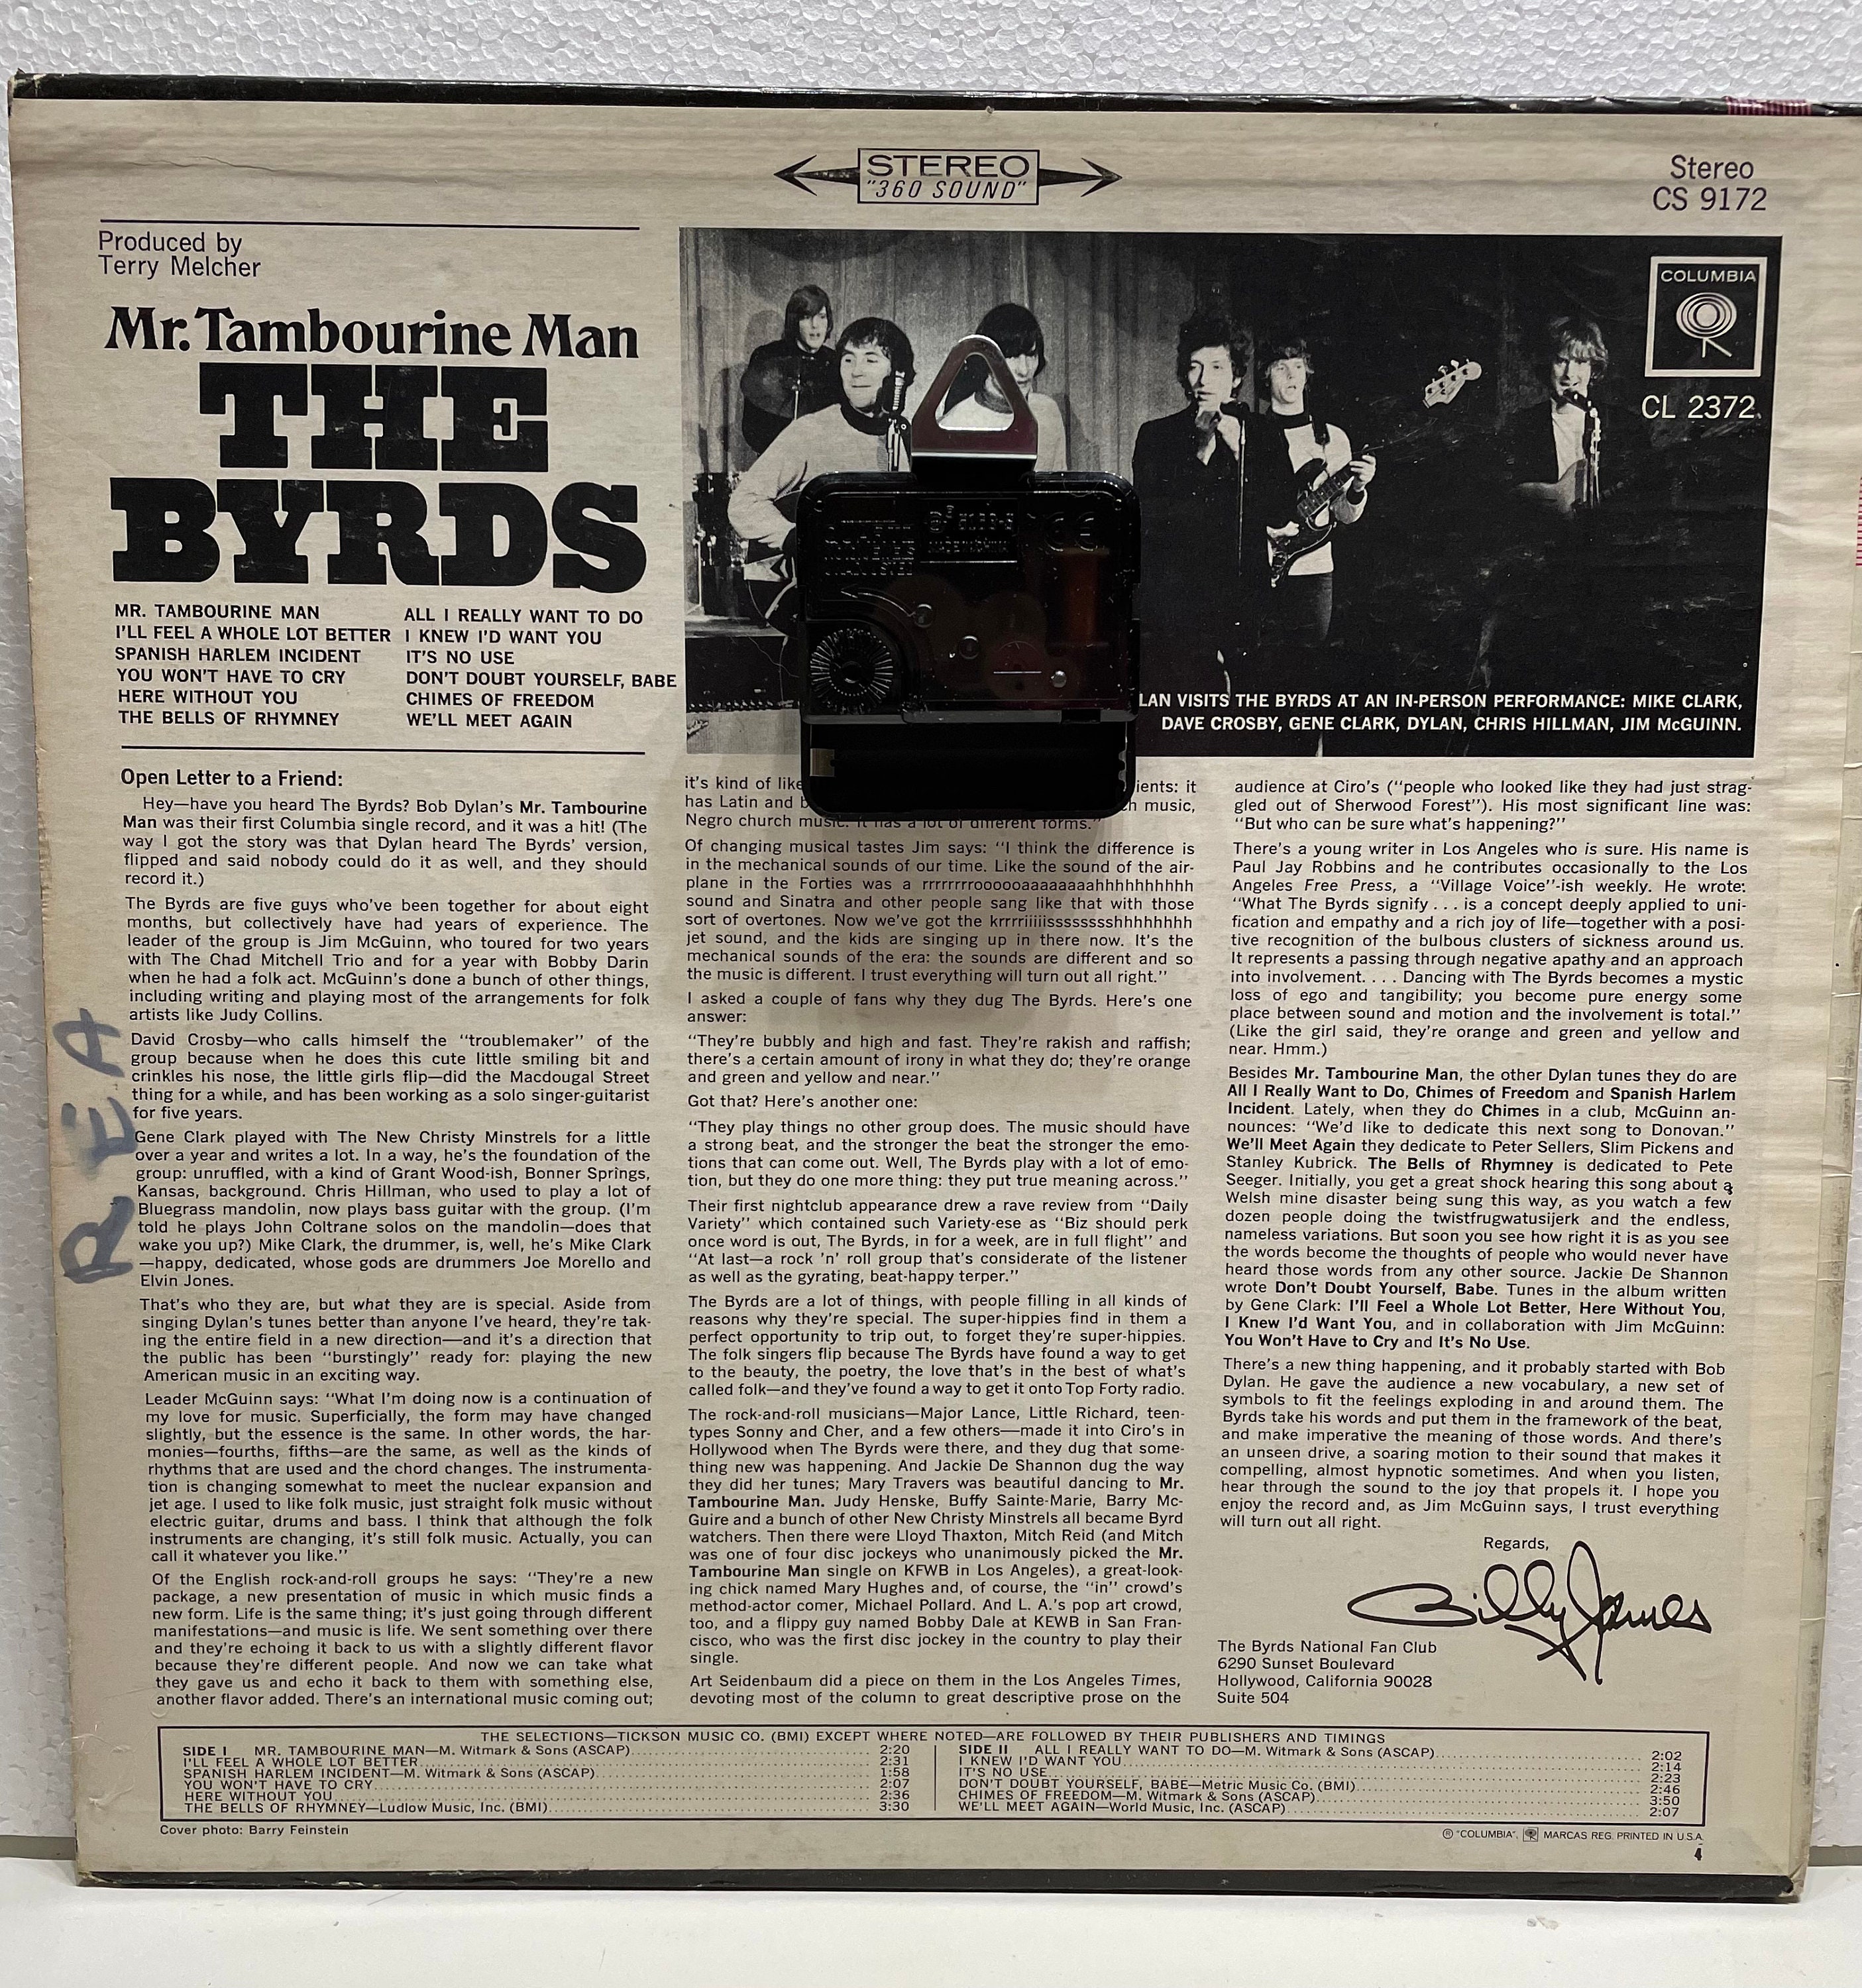 STEREO
"360 SOUND"
Stereo
CS 9172
Produced by
Terry Melcher
Mr. Tambourine Man
THE
BYRDS
MR. TAMBOURINE MAN
I'LL FEEL A WHOLE LOT BETTER
SPANISH HARLEM INCIDENT
YOU WON'T HAVE TO CRY
HERE WITHOUT YOU
THE BELLS OF RHYMNEY
ALL I REALLY WANT TO DO
I KNEW I'D WANT YOU
IT'S NO USE
DON'T DOUBT YOURSELF, BABE
CHIMES OF FREEDOM
WE'LL MEET AGAIN
COLUMBIA
CL 2372
VISITS THE BYRDS AT AN IN-PERSON PERFORMANCE: MIKE CLARK,
DAVE CROSBY, GENE CLARK, DYLAN, CHRIS HILLMAN, JIM McGUINN.
REA
Open Letter to a Friend:
Hey—have you heard The Byrds? Bob Dylan's Mr. Tambourine
Man was their first Columbia single record, and it was a hit! (The
way I got the story was that Dylan heard The Byrds' version,
flipped and said nobody could do it as well, and they should
record it.)
The Byrds are five guys who've been together for about eight
months, but collectively have had years of experience. The
leader of the group is Jim McGuinn, who toured for two years
with The Chad Mitchell Trio and for a year with Bobby Darin
when he had a folk act. McGuinn's done a bunch of other things,
including writing and playing most of the arrangements for folk
artists like Judy Collins.
David Crosby—who calls himself the "troublemaker" of the
group because when he does this cute little smiling bit and
crinkles his nose, the little girls flip—did the Macdougal Street
thing for a while, and has been working as a solo singer-guitarist
for five years.
Gene Clark played with The New Christy Minstrels for a little
over a year and writes a lot. In a way, he's the foundation of the
group: unruffled, with a kind of Grant Wood-ish, Bonner Springs,
Kansas, background. Chris Hillman, who used to play a lot of
Bluegrass mandolin, now plays bass guitar with the group. (I'm
told he plays John Coltrane solos on the mandolin—does that
wake you up?) Mike Clark, the drummer, is, well, he's Mike Clark
—happy, dedicated, whose gods are drummers Joe Morello and
Elvin Jones.
That's who they are, but what they are is special. Aside from
singing Dylan's tunes better than anyone I've heard, they're tak-
ing the entire field in a new direction—and it's a direction that
the public has been "burstingly" ready for: playing the new
American music in an exciting way.
Leader McGuinn says: "What I'm doing now is a continuation of
my love for music. Superficially, the form may have changed
slightly, but the essence is the same. In other words, the har-
monies—fourths, fifths—are the same, as well as the kinds of
rhythms that are used and the chord changes. The instrumenta-
tion is changing somewhat to meet the nuclear expansion and
jet age. I used to like folk music, just straight folk music without
electric guitar, drums and bass. I think that although the folk
instruments are changing, it's still folk music. Actually, you can
call it whatever you like."
Of the English rock-and-roll groups he says: "They're a new
package, a new presentation of music in which music finds a
new form. Life is the same thing; it's just going through different
manifestations—and music is life. We sent something over there
and they're echoing it back to us with a slightly different flavor
because they're different people. And now we can take what
they gave us and echo it back to them with something else,
another flavor added. There's an international music coming out;
it's kind of like it
has Latin and music,
Negro church music. It has a lot of different forms."
Of changing musical tastes Jim says: "I think the difference is
in the mechanical sounds of our time. Like the sound of the air-
plane in the Forties was a rrrrrrrroooooaaaaaaaahhhhhhhhhh
sound and Sinatra and other people sang like that with those
sort of overtones. Now we've got the krrrriiiiissssssssshhhhhhhh
jet sound, and the kids are singing up in there now. It's the
mechanical sounds of the era: the sounds are different and so
the music is different. I trust everything will turn out all right."
I asked a couple of fans why they dug The Byrds. Here's one
answer:
"They're bubbly and high and fast. They're rakish and raffish;
there's a certain amount of irony in what they do; they're orange
and green and yellow and near."
Got that? Here's another one:
"They play things no other group does. The music should have
a strong beat, and the stronger the beat the stronger the emo-
tions that can come out. Well, The Byrds play with a lot of emo-
tion, but they do one more thing: they put true meaning across."
Their first nightclub appearance drew a rave review from "Daily
Variety" which contained such Variety-ese as "Biz should perk
once word is out, The Byrds, in for a week, are in full flight" and
"At last—a rock 'n' roll group that's considerate of the listener
as well as the gyrating, beat-happy terper."
The Byrds are a lot of things, with people filling in all kinds of
reasons why they're special. The super-hippies find in them a
perfect opportunity to trip out, to forget they're super-hippies.
The folk singers flip because The Byrds have found a way to get
to the beauty, the poetry, the love that's in the best of what's
called folk—and they've found a way to get it onto Top Forty radio.
The rock-and-roll musicians—Major Lance, Little Richard, teen-
types Sonny and Cher, and a few others—made it into Ciro's in
Hollywood when The Byrds were there, and they dug that some-
thing new was happening. And Jackie De Shannon dug the way
they did her tunes; Mary Travers was beautiful dancing to Mr.
Tambourine Man. Judy Henske, Buffy Sainte-Marie, Barry Mc-
Guire and a bunch of other New Christy Minstrels all became Byrd
watchers. Then there were Lloyd Thaxton, Mitch Reid (and Mitch
was one of four disc jockeys who unanimously picked the Mr.
Tambourine Man single on KFWB in Los Angeles), a great-look-
ing chick named Mary Hughes and, of course, the "in" crowd's
method-actor comer, Michael Pollard. And L. A.'s pop art crowd,
too, and a flippy guy named Bobby Dale at KEWB in San Fran-
cisco, who was the first disc jockey in the country to play their
single.
Art Seidenbaum did a piece on them in the Los Angeles Times,
devoting most of the column to great descriptive prose on the
audience at Ciro's ("people who looked like they had just strag-
gled out of Sherwood Forest"). His most significant line was:
"But who can be sure what's happening?"
There's a young writer in Los Angeles who is sure. His name is
Paul Jay Robbins and he contributes occasionally to the Los
Angeles Free Press, a "Village Voice"-ish weekly. He wrote:
"What The Byrds signify . . . is a concept deeply applied to uni-
fication and empathy and a rich joy of life—together with a posi-
tive recognition of the bulbous clusters of sickness around us.
It represents a passing through negative apathy and an approach
into involvement. . . . Dancing with The Byrds becomes a mystic
loss of ego and tangibility; you become pure energy some
place between sound and motion and the involvement is total."
(Like the girl said, they're orange and green and yellow and
near. Hmm.)
Besides Mr. Tambourine Man, the other Dylan tunes they do are
All I Really Want to Do, Chimes of Freedom and Spanish Harlem
Incident. Lately, when they do Chimes in a club, McGuinn an-
nounces: "We'd like to dedicate this next song to Donovan."
We'll Meet Again they dedicate to Peter Sellers, Slim Pickens and
Stanley Kubrick. The Bells of Rhymney is dedicated to Pete
Seeger. Initially, you get a great shock hearing this song about a
Welsh mine disaster being sung this way, as you watch a few
dozen people doing the twistfrugwatusijerk and the endless,
nameless variations. But soon you see how right it is as you see
the words become the thoughts of people who would never have
heard those words from any other source. Jackie De Shannon
wrote Don't Doubt Yourself, Babe. Tunes in the album written
by Gene Clark: I'll Feel a Whole Lot Better, Here Without You,
I Knew I'd Want You, and in collaboration with Jim McGuinn:
You Won't Have to Cry and It's No Use.
There's a new thing happening, and it probably started with Bob
Dylan. He gave the audience a new vocabulary, a new set of
symbols to fit the feelings exploding in and around them. The
Byrds take his words and put them in the framework of the beat,
and make imperative the meaning of those words. And there's
an unseen drive, a soaring motion to their sound that makes it
compelling, almost hypnotic sometimes. And when you listen,
hear through the sound to the joy that propels it. I hope you
enjoy the record and, as Jim McGuinn says, I trust everything
will turn out all right.
Regards,
Billy James
The Byrds National Fan Club
6290 Sunset Boulevard
Hollywood, California 90028
Suite 504
THE SELECTIONS—TICKSON MUSIC CO. (BMI) EXCEPT WHERE NOTED—ARE FOLLOWED BY THEIR PUBLISHERS AND TIMINGS
SIDE I MR. TAMBOURINE MAN—M. Witmark & Sons (ASCAP) 2:20
I'LL FEEL A WHOLE LOT BETTER 2:31
SPANISH HARLEM INCIDENT—M. Witmark & Sons (ASCAP) 1:58
YOU WON'T HAVE TO CRY 2:07
HERE WITHOUT YOU 2:36
THE BELLS OF RHYMNEY—Ludlow Music, Inc. (BMI) 3:30
SIDE II ALL I REALLY WANT TO DO—M. Witmark & Sons (ASCAP) 2:02
I KNEW I'D WANT YOU 2:14
IT'S NO USE 2:23
DON'T DOUBT YOURSELF, BABE—Metric Music Co. (BMI) 2:46
CHIMES OF FREEDOM—M. Witmark & Sons (ASCAP) 3:50
WE'LL MEET AGAIN—World Music, Inc. (ASCAP) 2:07
Cover photo: Barry Feinstein
® "COLUMBIA", MARCAS REG. PRINTED IN U.S.A.
4